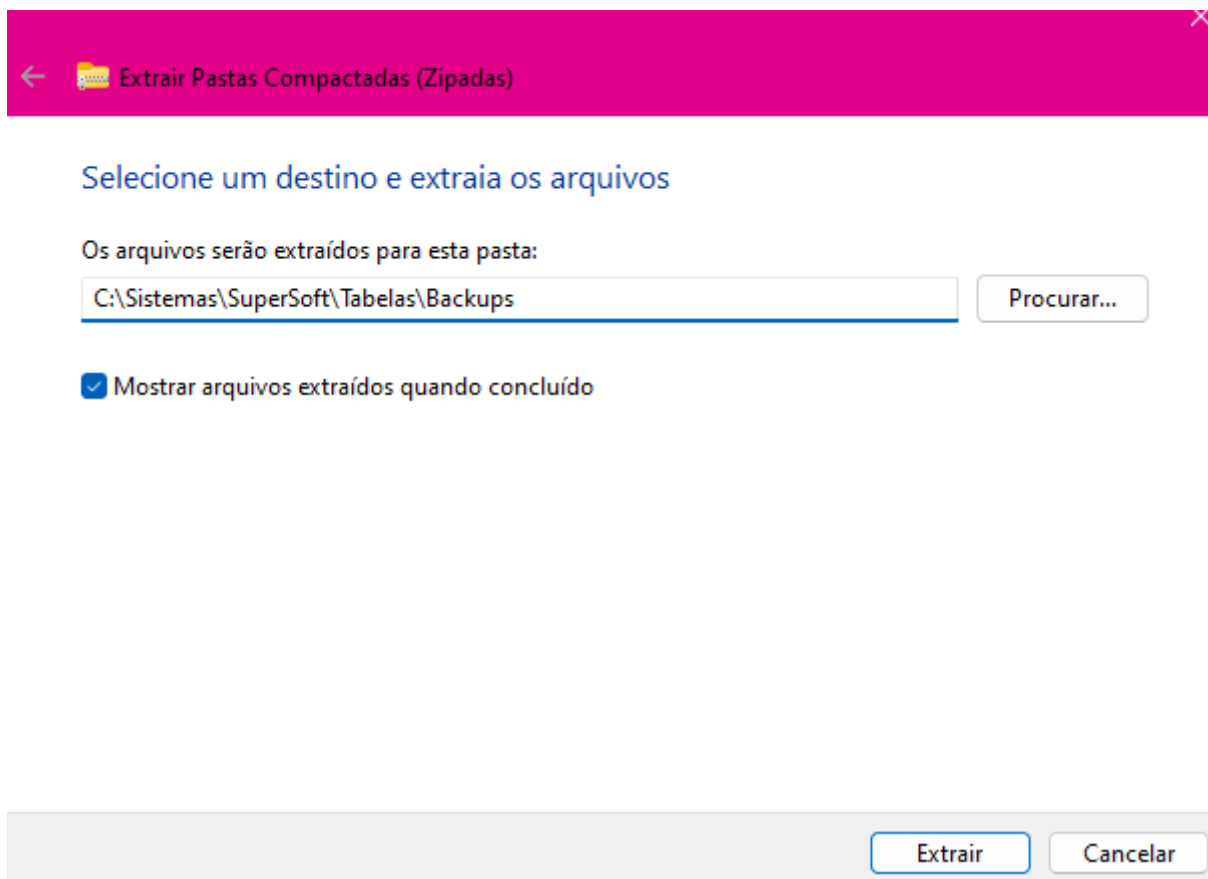 Extrair Pastas Compactadas (Zipadas)
Selecione um destino e extraia os arquivos
Os arquivos serão extraídos para esta pasta:
C:\Sistemas\SuperSoft\Tabelas\Backups
Procurar...
Mostrar arquivos extraídos quando concluído
Extrair
Cancelar